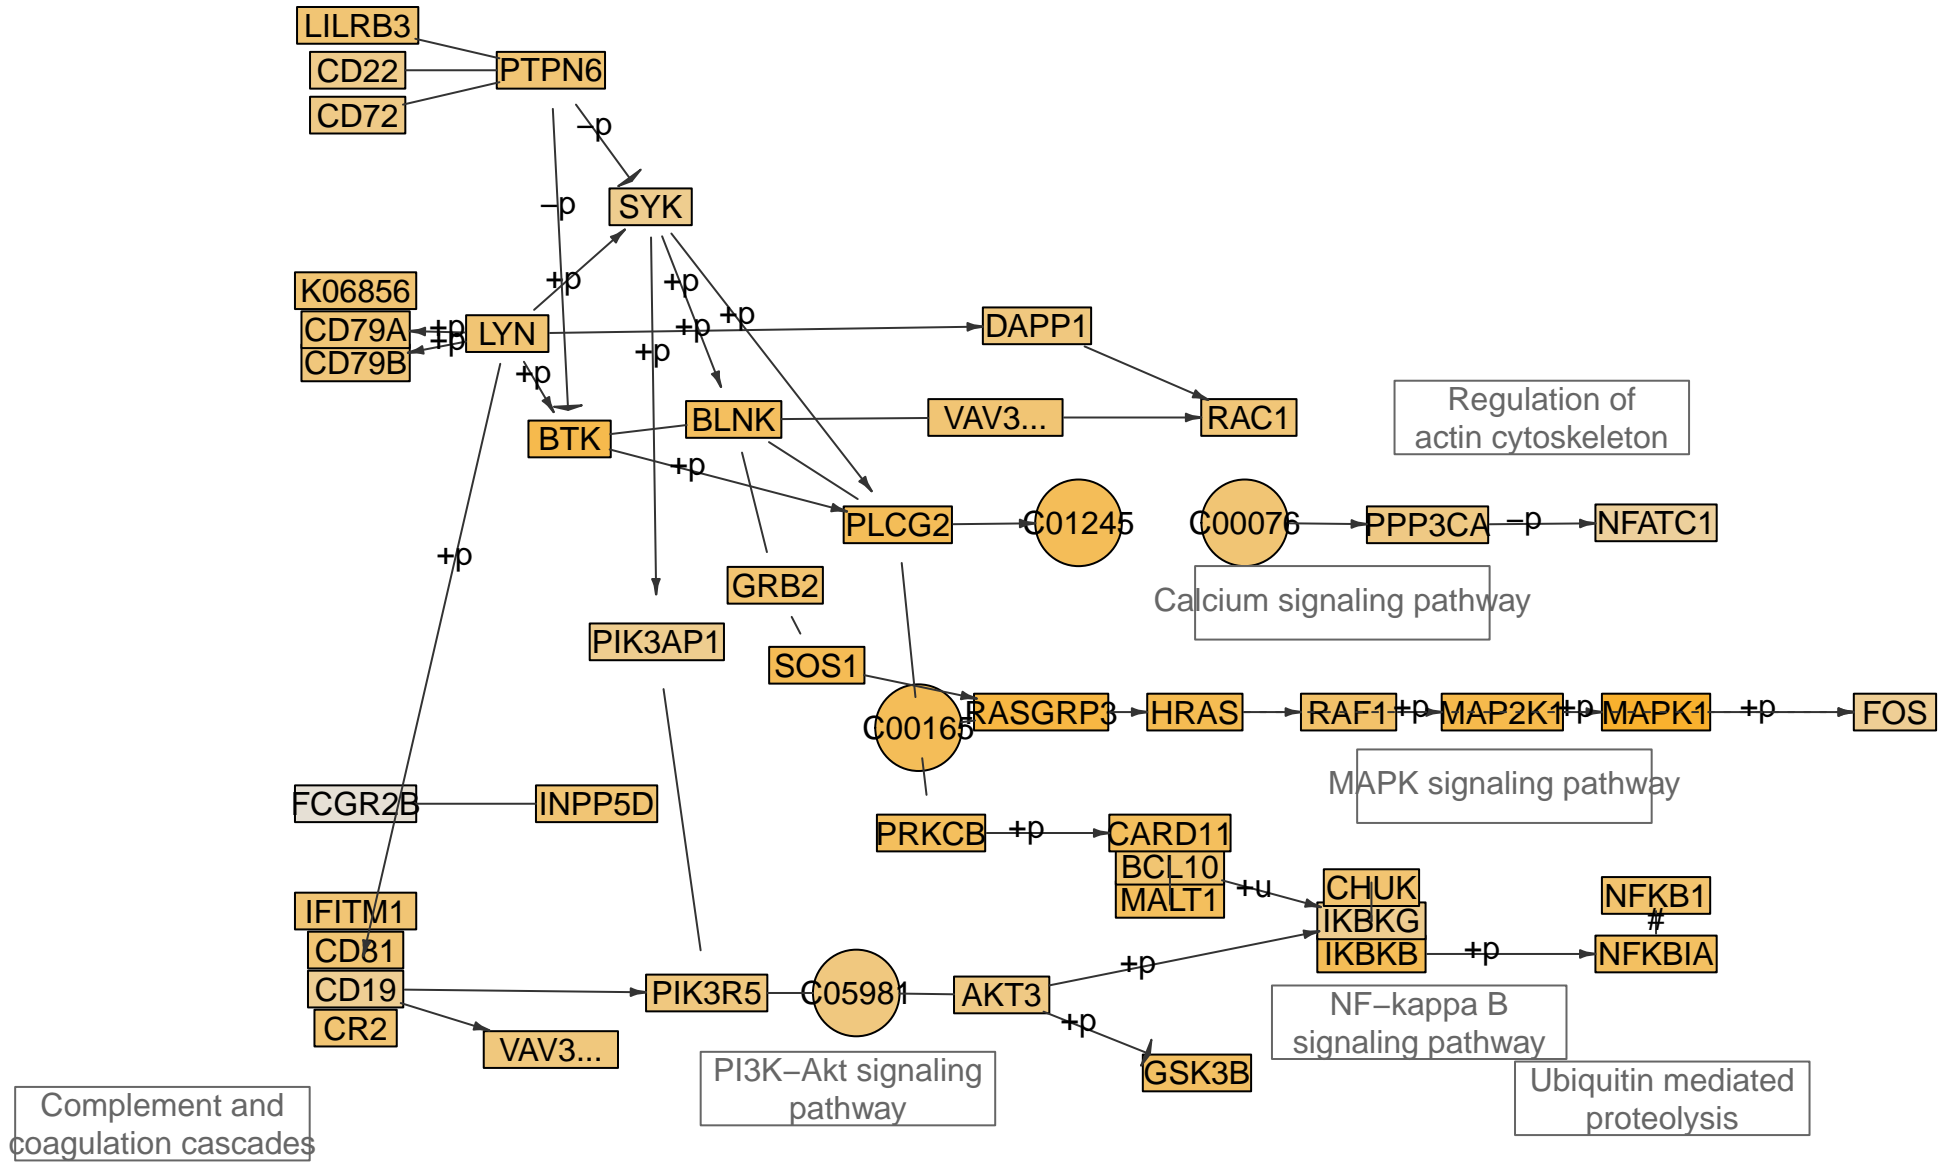 LILRB3
CD22
PTPN6
CD72
−p
SYK
−p
K06856
+p
+p
CD79A
+p
LYN
+p
+p
DAPP1
CD79B
+p
+p
+p
BTK
BLNK
VAV3...
RAC1
Regulation of
actin cytoskeleton
+p
PLCG2
C01245
C00076
PPP3CA
−p
NFATC1
+p
GRB2
Calcium signaling pathway
PIK3AP1
SOS1
C00165
RASGRP3
HRAS
RAF1
+p
MAP2K1
+p
MAPK1
+p
FOS
MAPK signaling pathway
FCGR2B
INPP5D
PRKCB
+p
CARD11
BCL10
MALT1
+u
CHUK
IKBKG
IKBKB
+p
NFKB1
#
NFKBIA
IFITM1
CD81
CD19
CR2
VAV3...
PIK3R5
C05981
AKT3
+p
+p
GSK3B
NF−kappa B
signaling pathway
PI3K−Akt signaling
pathway
Ubiquitin mediated
proteolysis
Complement and
coagulation cascades